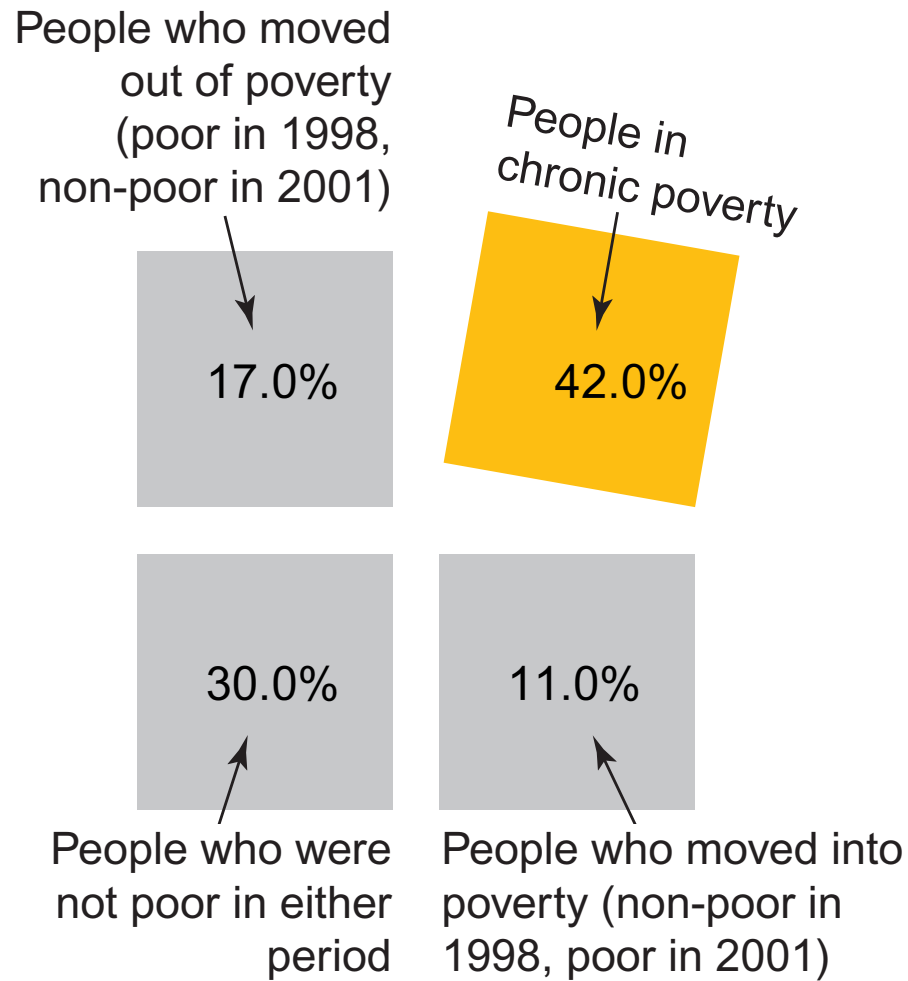 People who moved
out of poverty
(poor in 1998,
non-poor in 2001)
People in
chronic poverty
17.0%
42.0%
30.0%
11.0%
People who were
not poor in either
period
People who moved into
poverty (non-poor in
1998, poor in 2001)